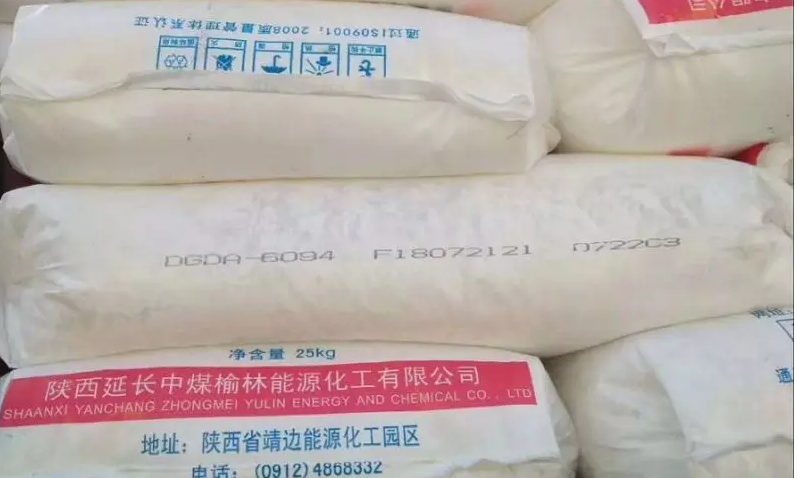 通过ISO9001:2008质量管理体系认证
DGDA-6094 F18072121 D722C3
净含量 25kg
陕西延长中煤榆林能源化工有限公司
SHAANXI YANCHANG ZHONGMEI YULIN ENERGY AND CHEMICAL CO., LTD
地址：陕西省靖边能源化工园区
电话：(0912)4868332
通